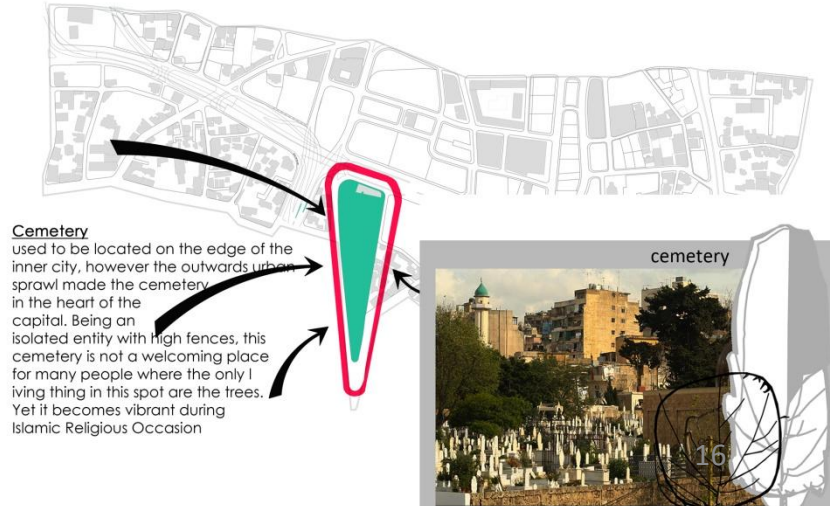 Cemetery
used to be located on the edge of the
inner city, however the outwards urban
sprawl made the cemetery
in the heart of the
capital. Being an
isolated entity with high fences, this
cemetery is not a welcoming place
for many people where the only l
iving thing in this spot are the trees.
Yet it becomes vibrant during
Islamic Religious Occasion
cemetery
16